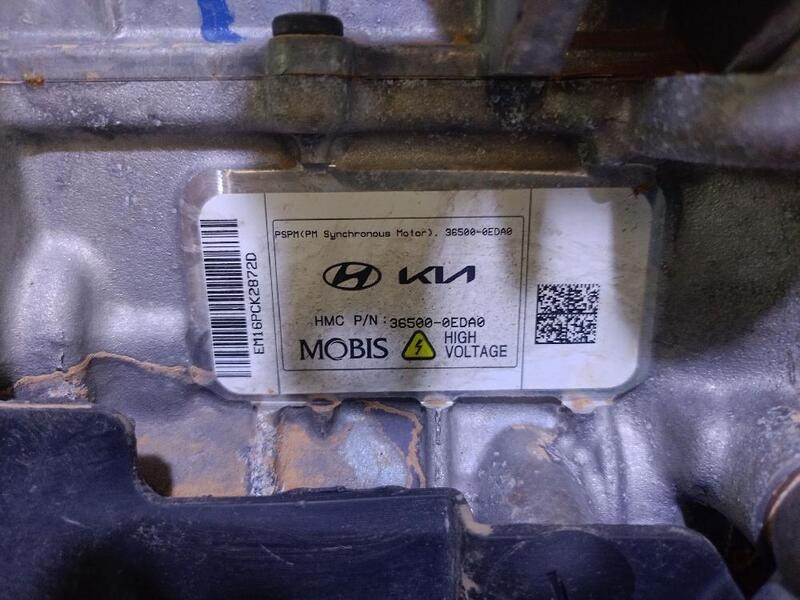 PSPM(PM Synchronous Motor). 36500-0EDA0
KIA
HMC P/N: 36500-0EDA0
MOBIS
HIGH
VOLTAGE
EM16PCK2872D